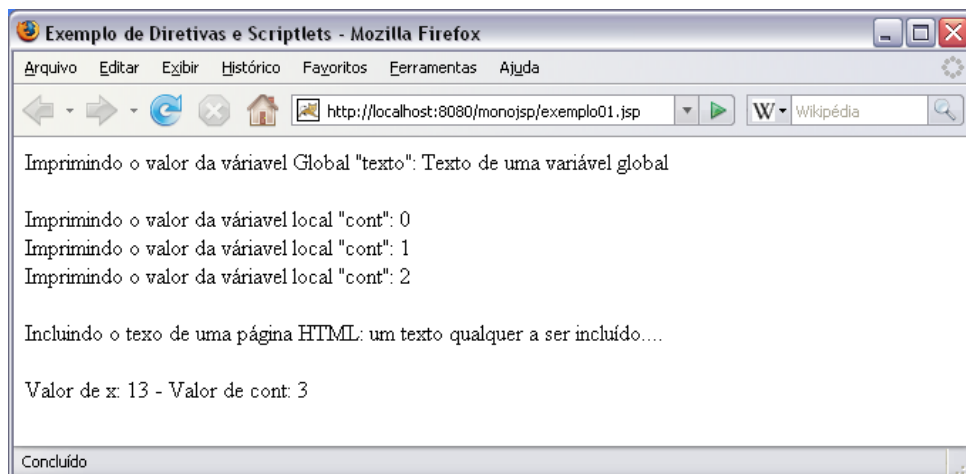 Exemplo de Diretivas e Scriptlets - Mozilla Firefox
Arquivo Editar Exibir Histórico Favoritos Ferramentas Ajuda
http://localhost:8080/monojsp/exemplo01.jsp W Wikipédia
Imprimindo o valor da váriavel Global "texto": Texto de uma variável global
Imprimindo o valor da váriavel local "cont": 0
Imprimindo o valor da váriavel local "cont": 1
Imprimindo o valor da váriavel local "cont": 2
Incluindo o texo de uma página HTML: um texto qualquer a ser incluído....
Valor de x: 13 - Valor de cont: 3
Concluído